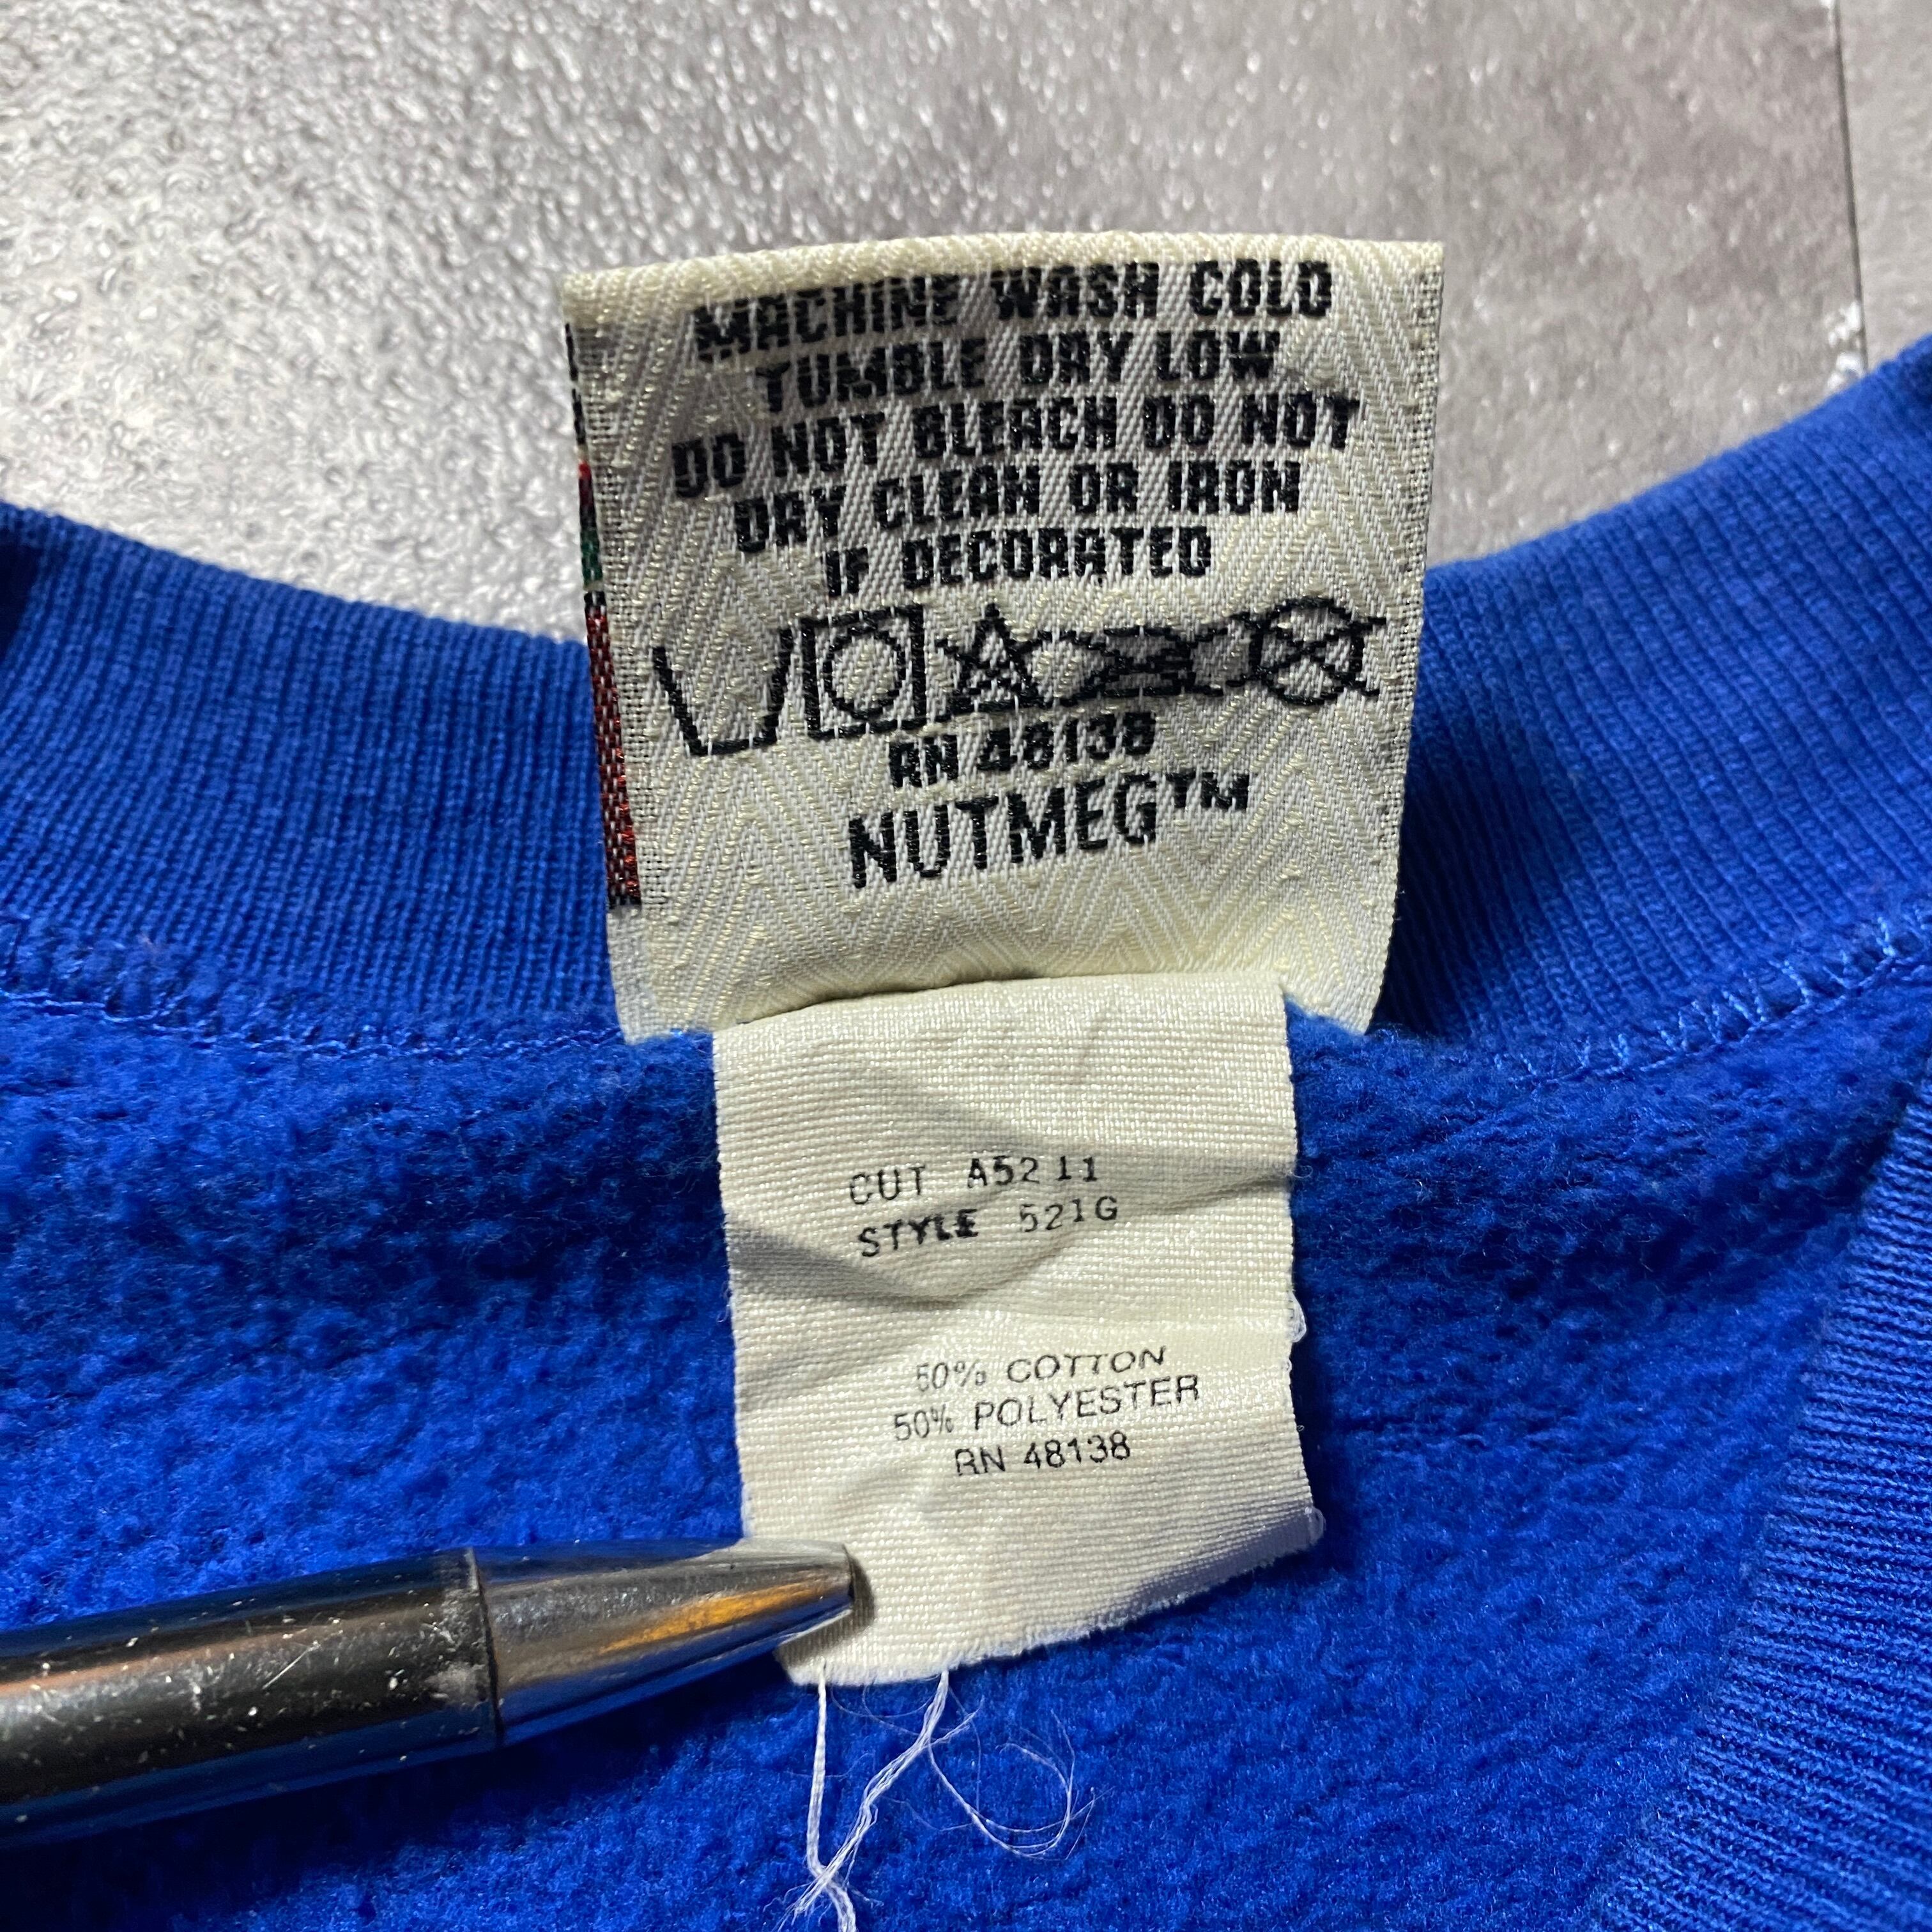 MACHINE WASH COLD
TUMBLE DRY LOW
DO NOT BLEACH DO NOT
DRY CLEAN OR IRON
IF DECORATED
RN 48138
NUTMEG™
CUT A5211
STYLE 521G
50% COTTON
50% POLYESTER
RN 48138